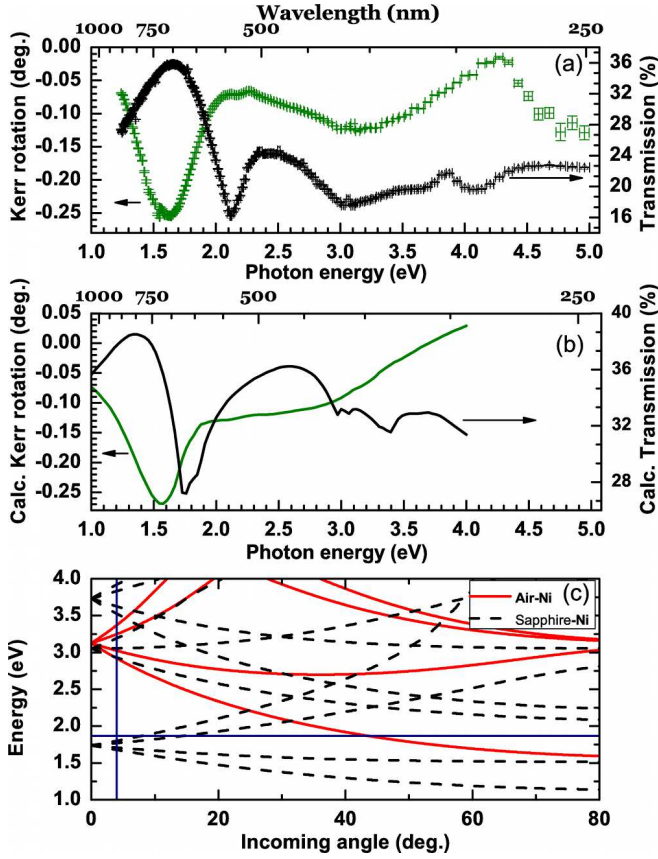 Wavelength (nm)
1000 750 500 250
0.00
-0.05
-0.10
-0.15
-0.20
-0.25
Kerr rotation (deg.)
(a)
36
32
28
24
20
16
Transmission (%)
1.0 1.5 2.0 2.5 3.0 3.5 4.0 4.5 5.0
Photon energy (eV)
1000 750 500 250
0.05
0.00
-0.05
-0.10
-0.15
-0.20
-0.25
Calc. Kerr rotation (deg.)
(b)
40
36
32
28
Calc. Transmission (%)
1.0 1.5 2.0 2.5 3.0 3.5 4.0 4.5 5.0
Photon energy (eV)
4.0
3.5
3.0
2.5
2.0
1.5
1.0
Energy (eV)
(c)
Air-Ni
Sapphire-Ni
0 20 40 60 80
Incoming angle (deg.)